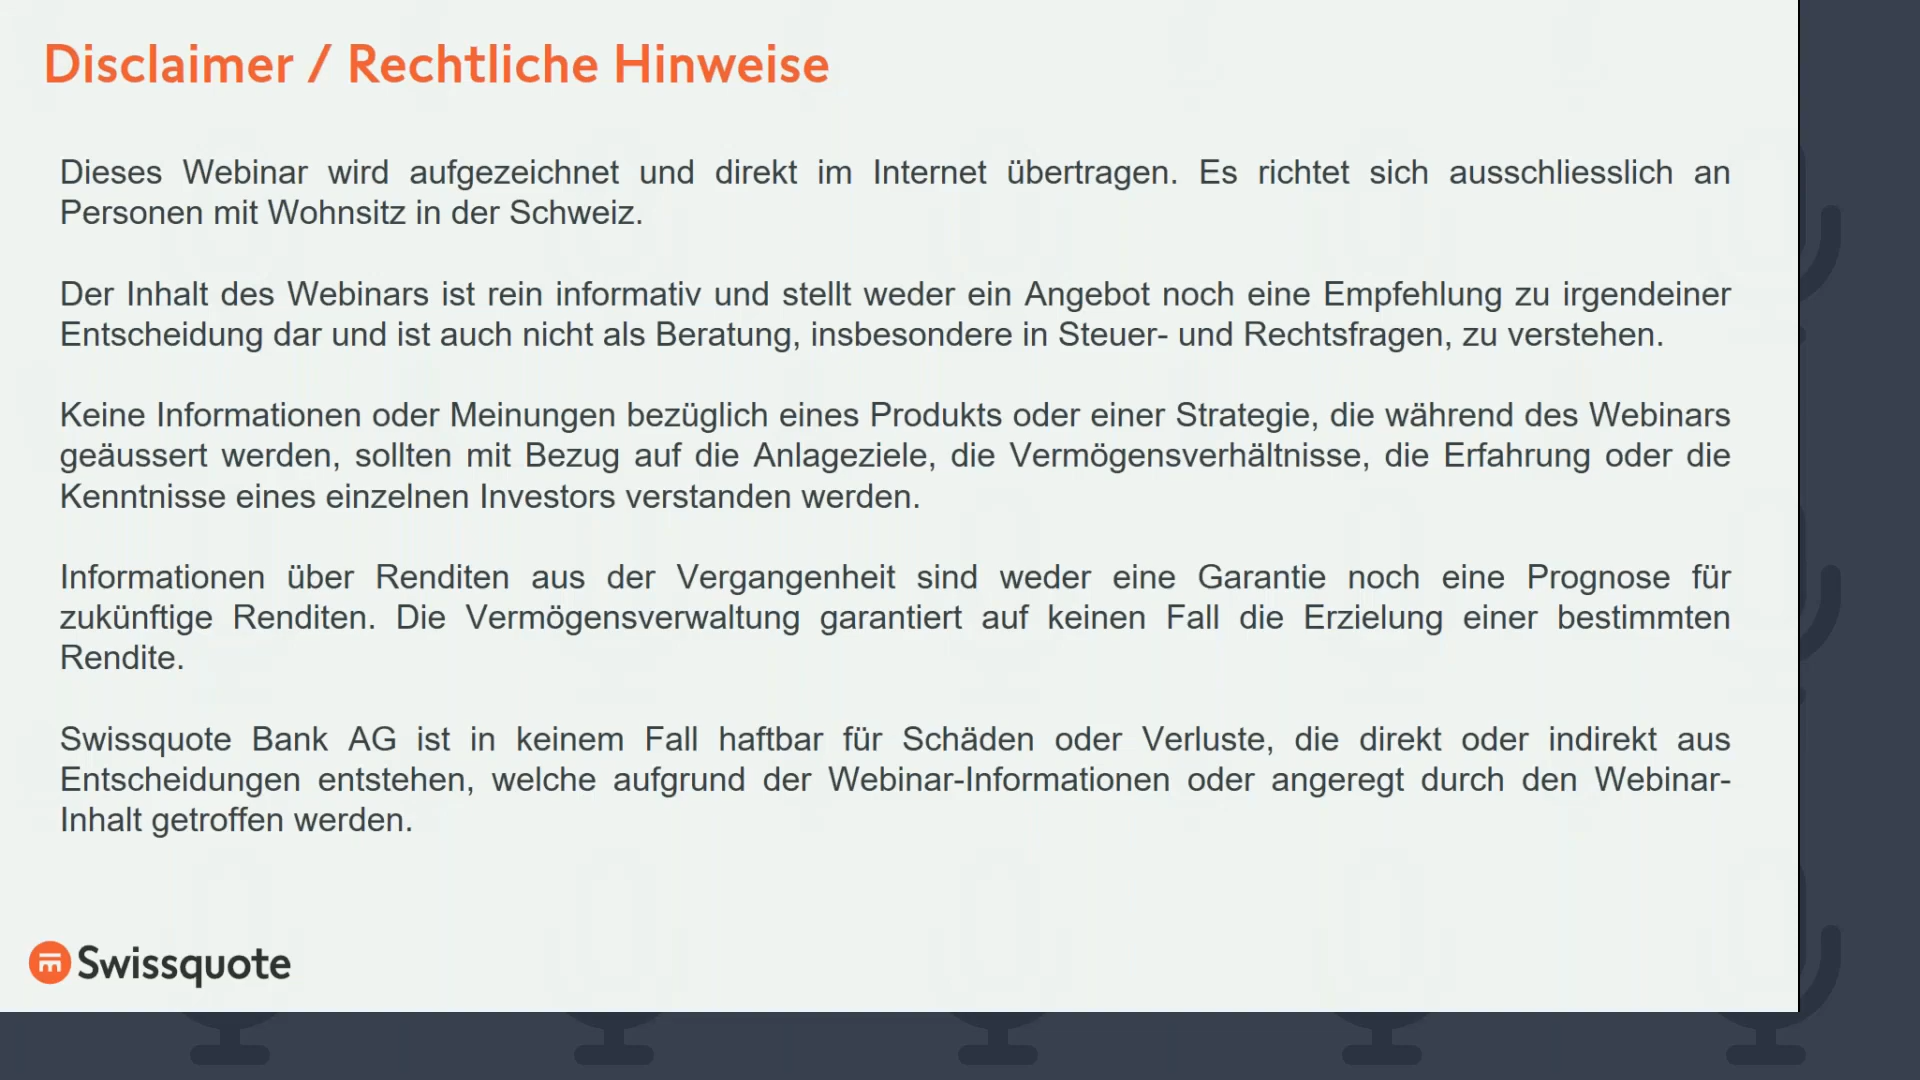 Disclaimer / Rechtliche Hinweise
Dieses Webinar wird aufgezeichnet und direkt im Internet übertragen. Es richtet sich ausschliesslich an
Personen mit Wohnsitz in der Schweiz.
Der Inhalt des Webinars ist rein informativ und stellt weder ein Angebot noch eine Empfehlung zu irgendeiner
Entscheidung dar und ist auch nicht als Beratung, insbesondere in Steuer- und Rechtsfragen, zu verstehen.
Keine Informationen oder Meinungen bezüglich eines Produkts oder einer Strategie, die während des Webinars
geäussert werden, sollten mit Bezug auf die Anlageziele, die Vermögensverhältnisse, die Erfahrung oder die
Kenntnisse eines einzelnen Investors verstanden werden.
Informationen über Renditen aus der Vergangenheit sind weder eine Garantie noch eine Prognose für
zukünftige Renditen. Die Vermögensverwaltung garantiert auf keinen Fall die Erzielung einer bestimmten
Rendite.
Swissquote Bank AG ist in keinem Fall haftbar für Schäden oder Verluste, die direkt oder indirekt aus
Entscheidungen entstehen, welche aufgrund der Webinar-Informationen oder angeregt durch den Webinar-
Inhalt getroffen werden.
Swissquote